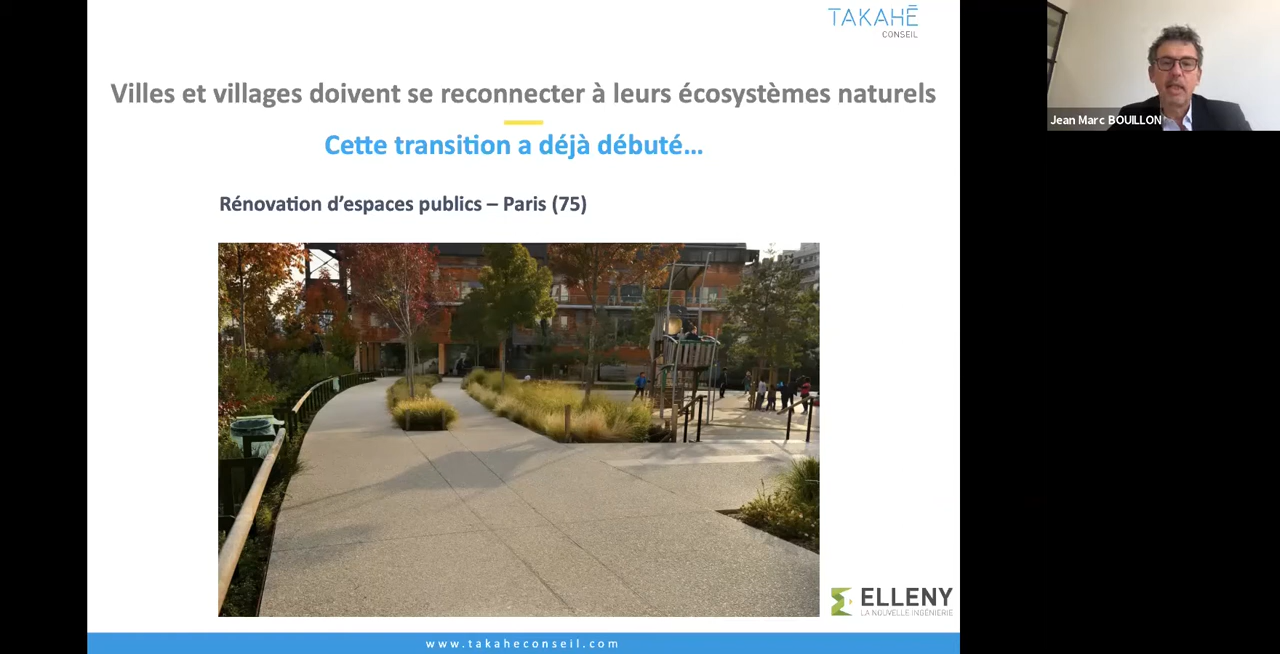 TAKAHĒ
CONSEIL
Villes et villages doivent se reconnecter à leurs écosystèmes naturels
Cette transition a déjà débuté…
Rénovation d’espaces publics – Paris (75)
Jean Marc BOUILLON
ELLENY
LA NOUVELLE INGÉNIERIE
www.takaheconseil.com